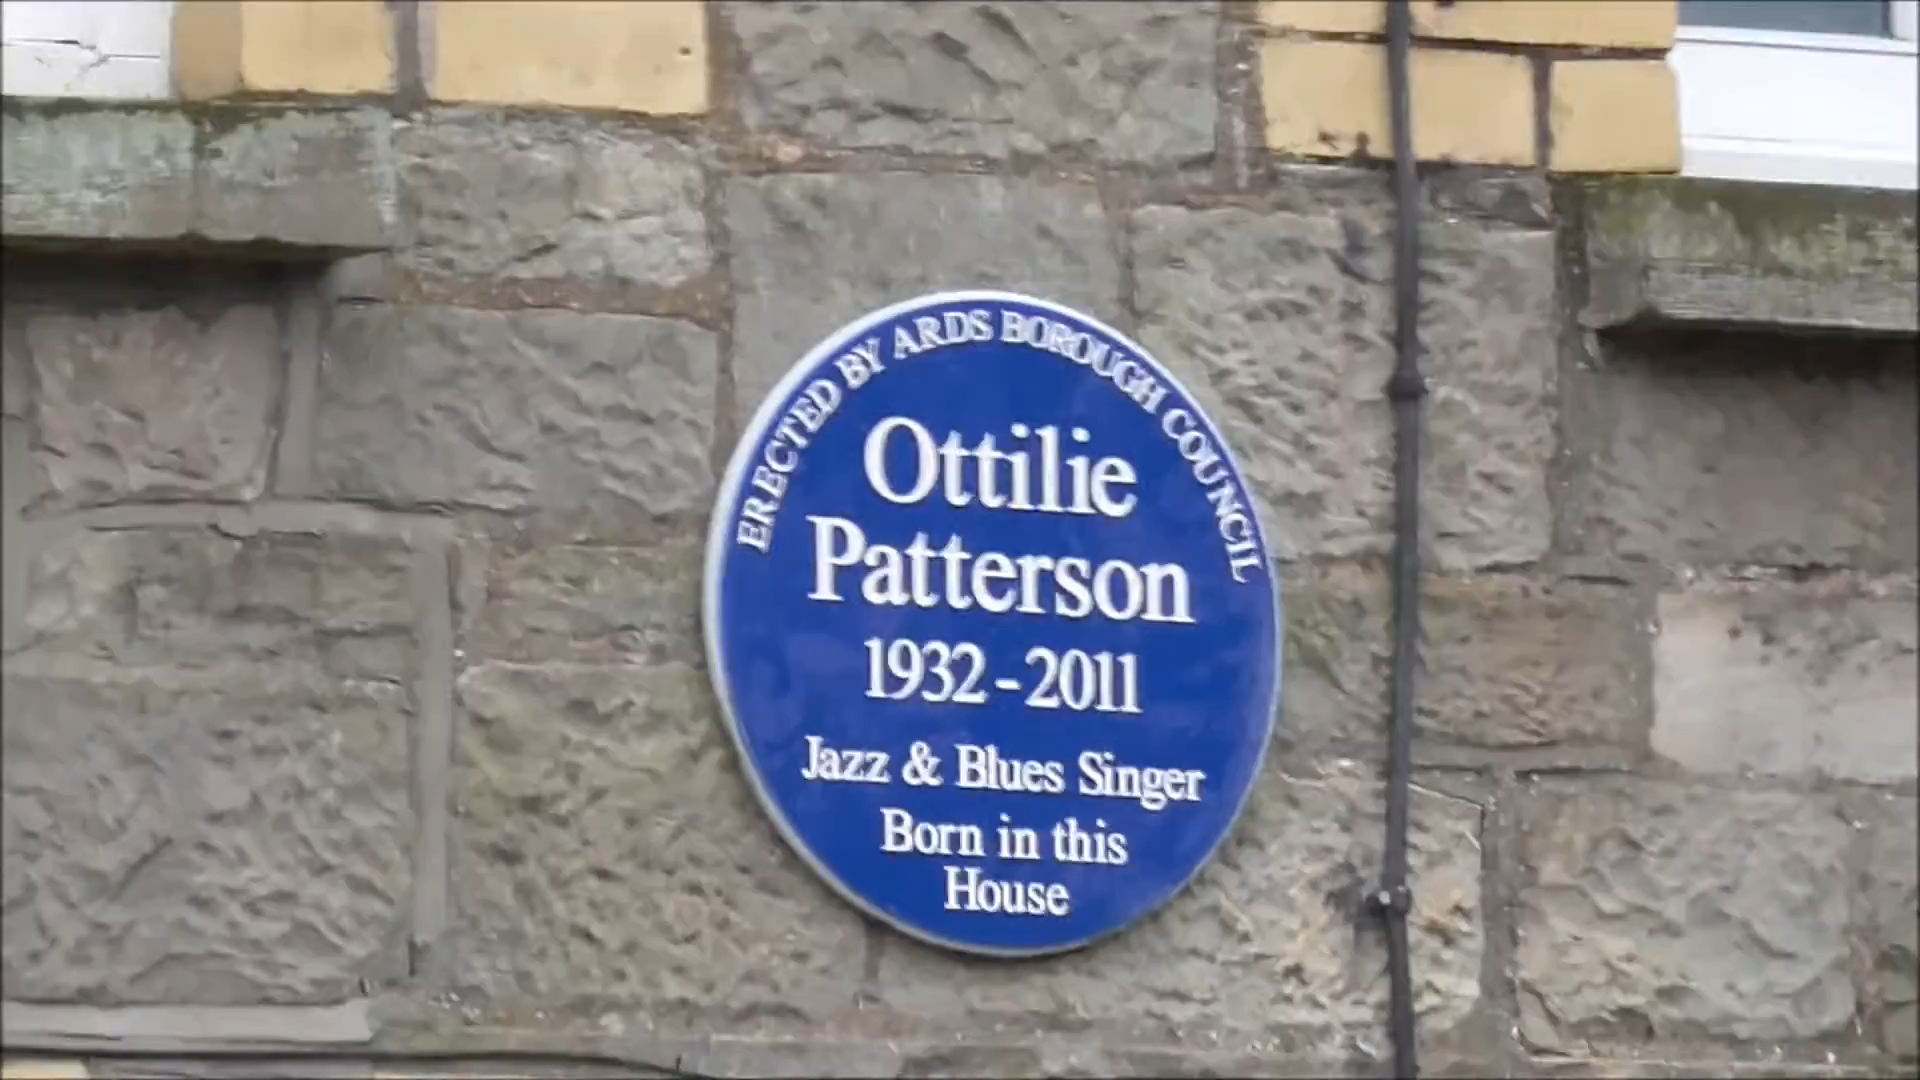 ERECTED BY ARDS BOROUGH COUNCIL
Ottilie
Patterson
1932-2011
Jazz & Blues Singer
Born in this
House